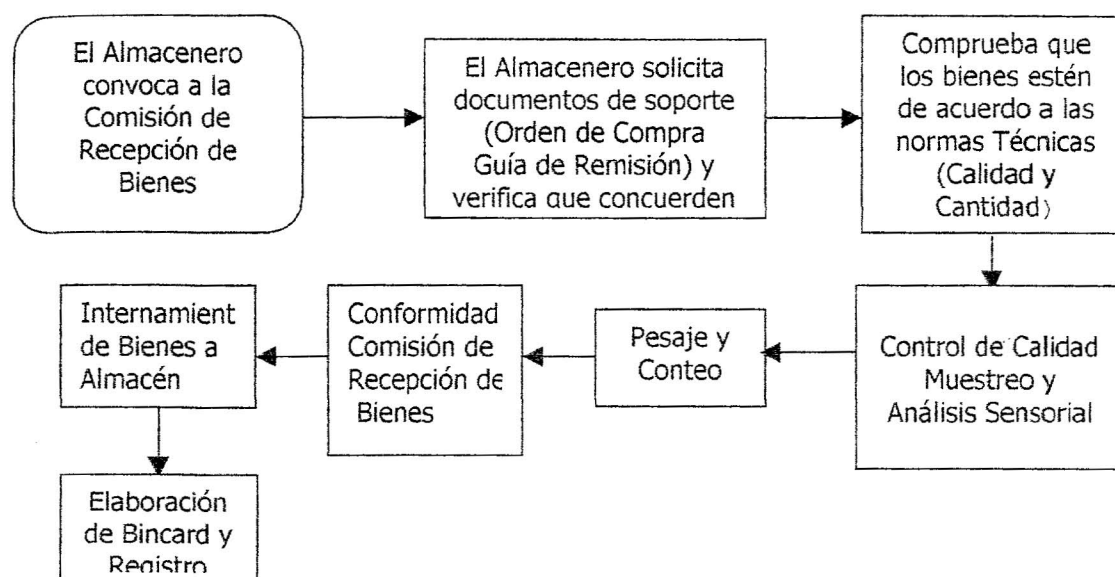 El Almacenero
convoca a la
Comisión de
Recepción de
Bienes
El Almacenero solicita
documentos de soporte
(Orden de Compra
Guía de Remisión) y
verifica que concuerden
Comprueba que
los bienes estén
de acuerdo a las
normas Técnicas
(Calidad y
Cantidad)
Control de Calidad
Muestreo y
Análisis Sensorial
Pesaje y
Conteo
Conformidad
Comisión de
Recepción de
Bienes
Internamient
de Bienes a
Almacén
Elaboración
de Bincard y
Registro